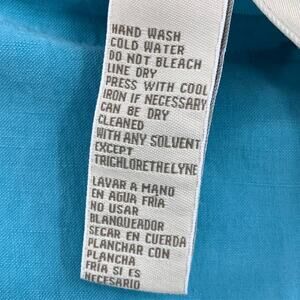 HAND WASH
COLD WATER
DO NOT BLEACH
LINE DRY
PRESS WITH COOL
IRON IF NECESSARY
CAN BE DRY
CLEANED
WITH ANY SOLVENT
EXCEPT
TRICHLORETHELYNE
LAVAR A MANO
EN AGUA FRÍA
NO USAR
BLANQUEADOR
SECAR EN CUERDA
PLANCHAR CON
PLANCHA
FRÍA SI ES
NECESARIO